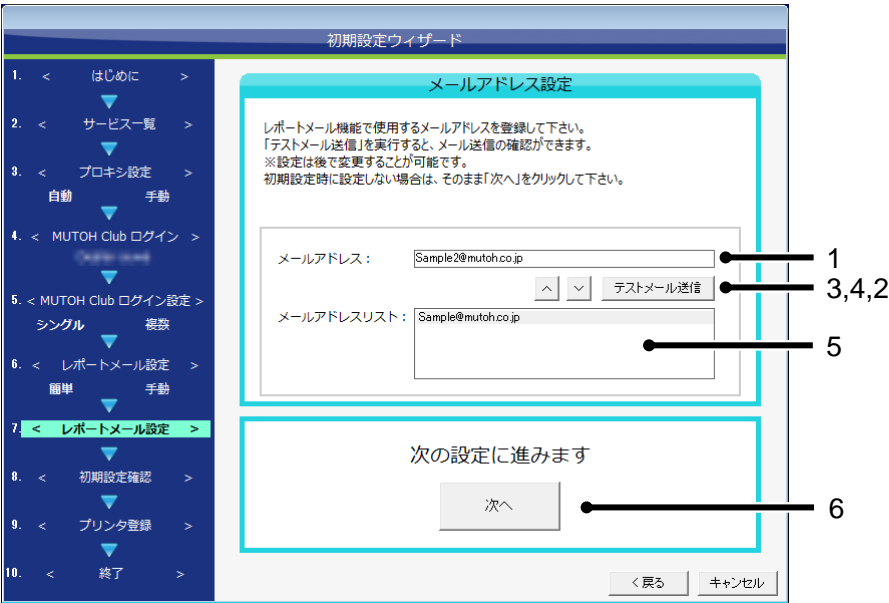 初期設定ウィザード
1. < はじめに >
2. < サービス一覧 >
3. < プロキシ設定 >
自動 手動
4. < MUTOH Club ログイン >
5. < MUTOH Club ログイン設定 >
シングル 複数
6. < レポートメール設定 >
簡単 手動
7. < レポートメール設定 >
8. < 初期設定確認 >
9. < プリンタ登録 >
10. < 終了 >
メールアドレス設定
レポートメール機能で使用するメールアドレスを登録して下さい。
「テストメール送信」を実行すると、メール送信の確認ができます。
※設定は後で変更することが可能です。
初期設定時に設定しない場合は、そのまま「次へ」をクリックして下さい。
メールアドレス： Sample2@mutoh.co.jp 1
テストメール送信 3,4,2
メールアドレスリスト： Sample@mutoh.co.jp
5
次の設定に進みます
次へ 6
<戻る キャンセル